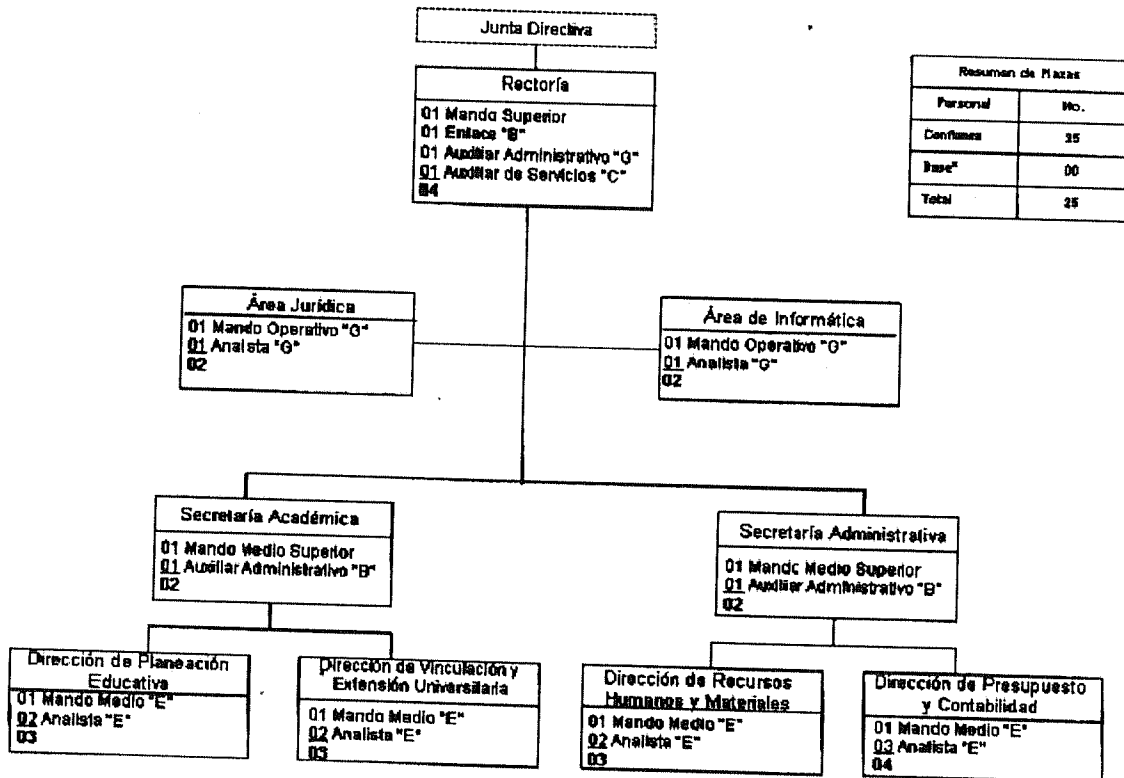 Junta Directiva
Rectoría
01 Mando Superior
01 Enlace "B"
01 Auxiliar Administrativo "G"
01 Auxiliar de Servicios "C"
04
Resumen de Plazas
Personal No.
Confianza 25
Base* 00
Total 25
Área Jurídica
01 Mando Operativo "G"
01 Analista "G"
02
Área de Informática
01 Mando Operativo "G"
01 Analista "G"
02
Secretaría Académica
01 Mando Medio Superior
01 Auxiliar Administrativo "B"
02
Secretaría Administrativa
01 Mando Medio Superior
01 Auxiliar Administrativo "B"
02
Dirección de Planeación
Educativa
01 Mando Medio "E"
02 Analista "E"
03
Dirección de Vinculación y
Extensión Universitaria
01 Mando Medio "E"
02 Analista "E"
03
Dirección de Recursos
Humanos y Materiales
01 Mando Medio "E"
02 Analista "E"
03
Dirección de Presupuesto
y Contabilidad
01 Mando Medio "E"
03 Analista "E"
04